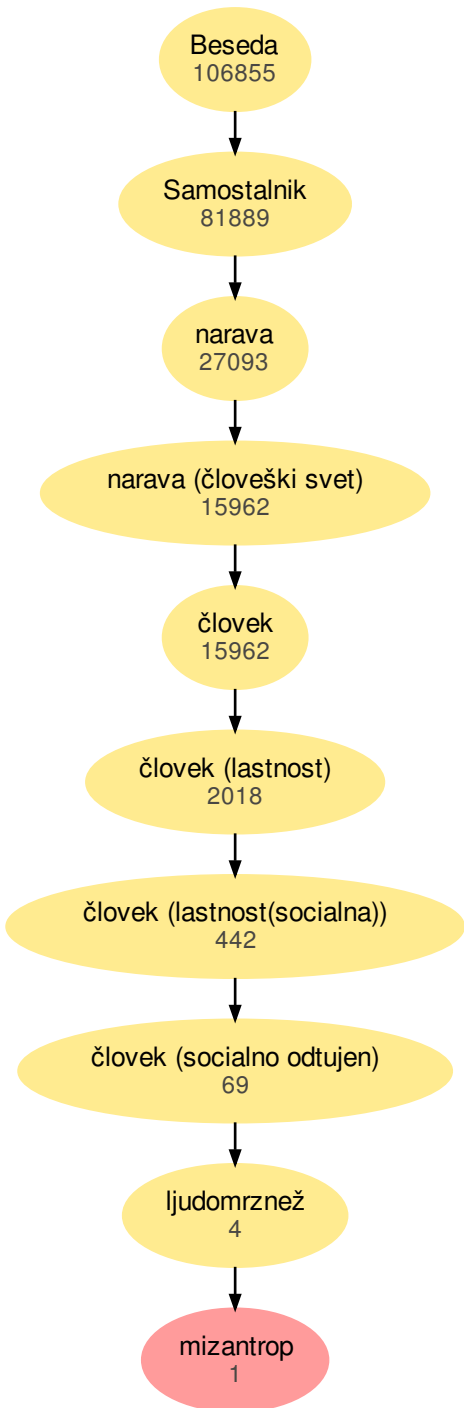 Beseda
106855
Samostalnik
81889
narava
27093
narava (človeški svet)
15962
človek
15962
človek (lastnost)
2018
človek (lastnost(socialna))
442
človek (socialno odtujen)
69
ljudomrznež
4
mizantrop
1